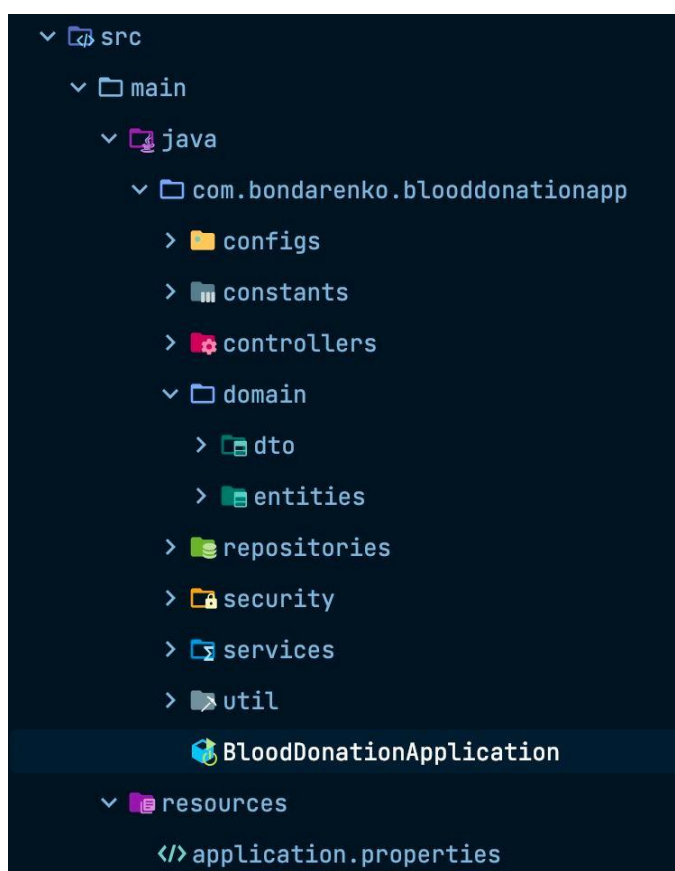 src
main
java
com.bondarenko.blooddonationapp
configs
constants
controllers
domain
dto
entities
repositories
security
services
util
BloodDonationApplication
resources
application.properties